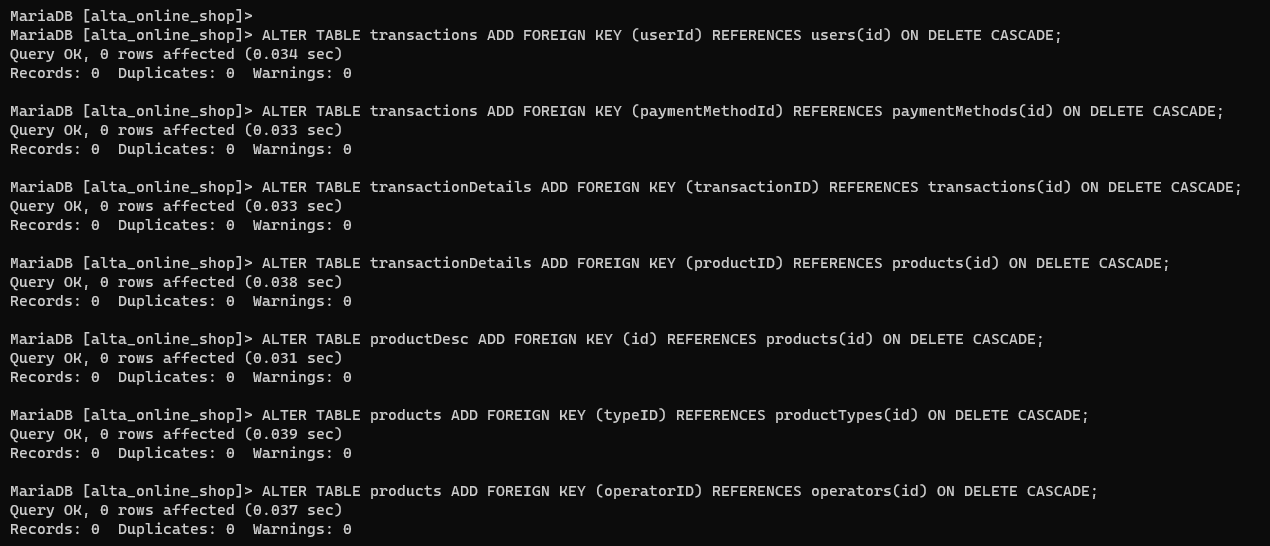 MariaDB [alta_online_shop]>
MariaDB [alta_online_shop]> ALTER TABLE transactions ADD FOREIGN KEY (userId) REFERENCES users(id) ON DELETE CASCADE;
Query OK, 0 rows affected (0.034 sec)
Records: 0  Duplicates: 0  Warnings: 0

MariaDB [alta_online_shop]> ALTER TABLE transactions ADD FOREIGN KEY (paymentMethodId) REFERENCES paymentMethods(id) ON DELETE CASCADE;
Query OK, 0 rows affected (0.033 sec)
Records: 0  Duplicates: 0  Warnings: 0

MariaDB [alta_online_shop]> ALTER TABLE transactionDetails ADD FOREIGN KEY (transactionID) REFERENCES transactions(id) ON DELETE CASCADE;
Query OK, 0 rows affected (0.033 sec)
Records: 0  Duplicates: 0  Warnings: 0

MariaDB [alta_online_shop]> ALTER TABLE transactionDetails ADD FOREIGN KEY (productID) REFERENCES products(id) ON DELETE CASCADE;
Query OK, 0 rows affected (0.038 sec)
Records: 0  Duplicates: 0  Warnings: 0

MariaDB [alta_online_shop]> ALTER TABLE productDesc ADD FOREIGN KEY (id) REFERENCES products(id) ON DELETE CASCADE;
Query OK, 0 rows affected (0.031 sec)
Records: 0  Duplicates: 0  Warnings: 0

MariaDB [alta_online_shop]> ALTER TABLE products ADD FOREIGN KEY (typeID) REFERENCES productTypes(id) ON DELETE CASCADE;
Query OK, 0 rows affected (0.039 sec)
Records: 0  Duplicates: 0  Warnings: 0

MariaDB [alta_online_shop]> ALTER TABLE products ADD FOREIGN KEY (operatorID) REFERENCES operators(id) ON DELETE CASCADE;
Query OK, 0 rows affected (0.037 sec)
Records: 0  Duplicates: 0  Warnings: 0